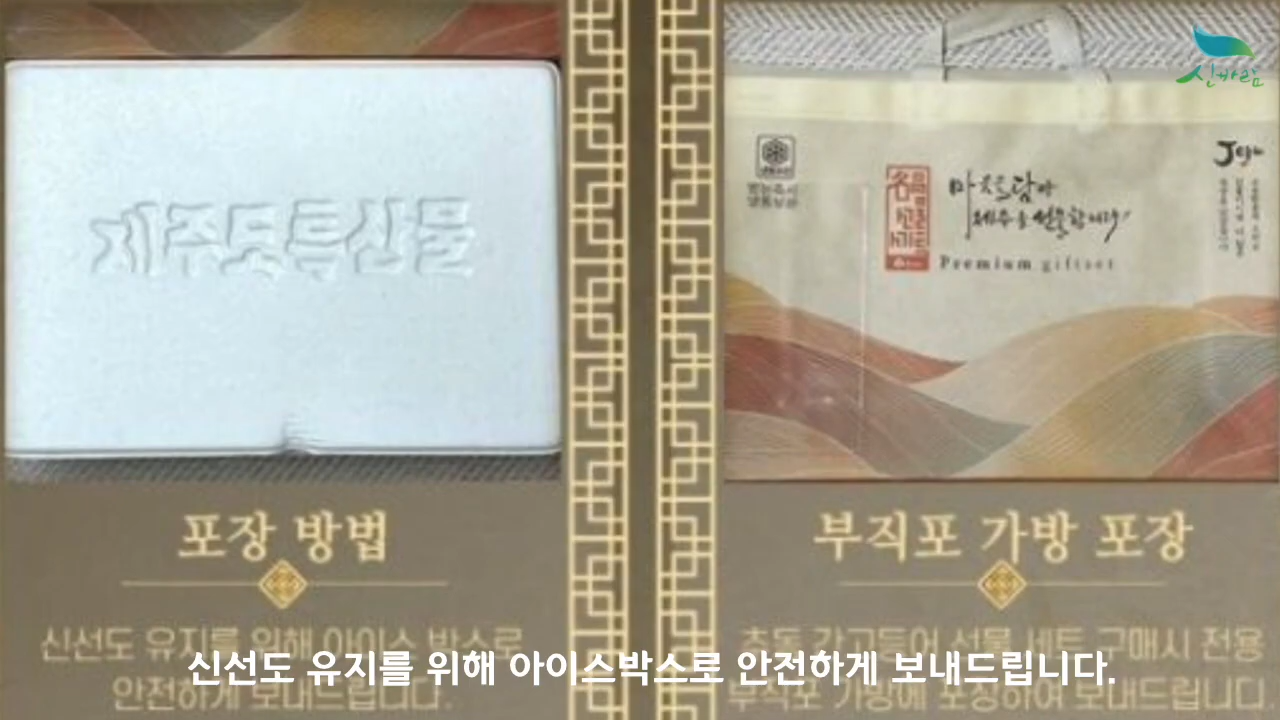 신바람
제주도특산물
마음을 담아
제주를 선물합니다!
Premium giftset
포장 방법
신선도 유지를 위해 아이스 박스로
안전하게 보내드립니다.
부직포 가방 포장
추동 간고등어 선물 세트 구매시 전용
부직포 가방에 포장하여 보내드립니다.
신선도 유지를 위해 아이스박스로 안전하게 보내드립니다.